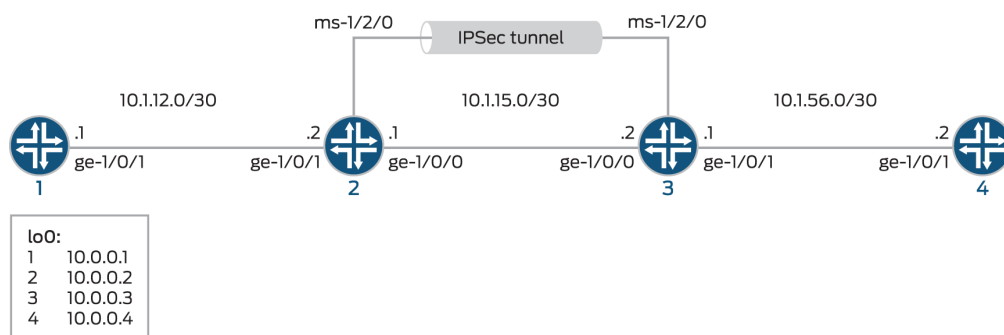 ms-1/2/0 ms-1/2/0
IPSec tunnel
10.1.12.0/30 10.1.15.0/30 10.1.56.0/30
.1 .2 .1 .2 .1 .2
ge-1/0/1 ge-1/0/1 ge-1/0/0 ge-1/0/0 ge-1/0/1 ge-1/0/1
1 2 3 4
lo0:
1 10.0.0.1
2 10.0.0.2
3 10.0.0.3
4 10.0.0.4